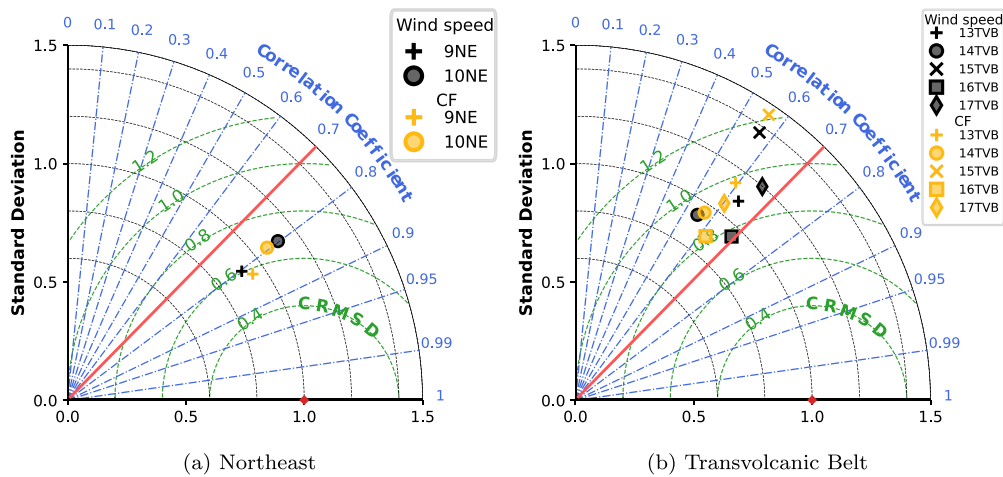 0
0.1
0.2
0.3
0.4
0.5
0.6
0.7
0.8
0.9
0.95
0.99
1
Correlation Coefficient
Standard Deviation
1.5
1.0
0.5
0.0
0.0
0.5
1.0
1.5
1.2
1.0
0.8
0.6
0.4
CRMSD
Wind speed
9NE
10NE
CF
9NE
10NE
(a) Northeast
0
0.1
0.2
0.3
0.4
0.5
0.6
0.7
0.8
0.9
0.95
0.99
1
Correlation Coefficient
Standard Deviation
1.5
1.0
0.5
0.0
0.0
0.5
1.0
1.5
1.2
1.0
0.6
0.4
CRMSD
Wind speed
13TVB
14TVB
15TVB
16TVB
17TVB
CF
13TVB
14TVB
15TVB
16TVB
17TVB
(b) Transvolcanic Belt